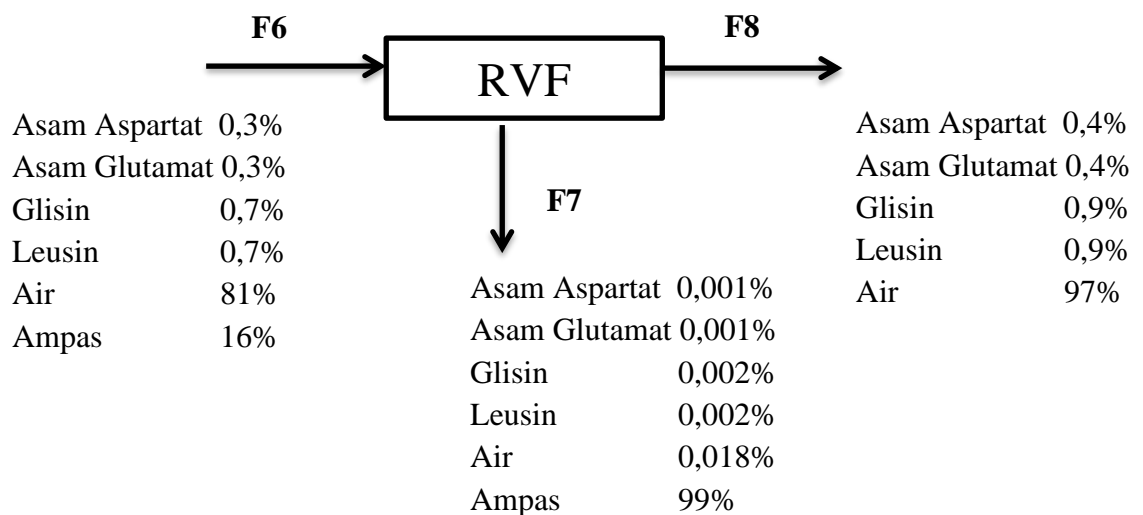 F6
RVF
F8
Asam Aspartat 0,3%
Asam Glutamat 0,3%
Glisin 0,7%
Leusin 0,7%
Air 81%
Ampas 16%
F7
Asam Aspartat 0,001%
Asam Glutamat 0,001%
Glisin 0,002%
Leusin 0,002%
Air 0,018%
Ampas 99%
Asam Aspartat 0,4%
Asam Glutamat 0,4%
Glisin 0,9%
Leusin 0,9%
Air 97%